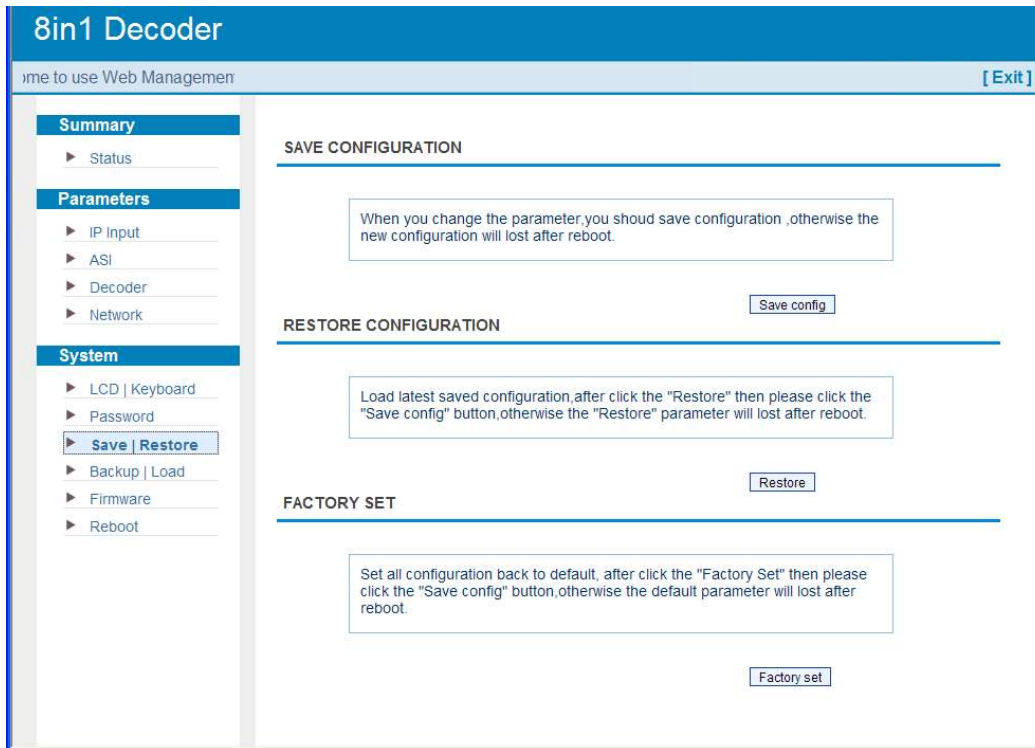 8in1 Decoder
ome to use Web Managemen
[ Exit ]
Summary
Status
Parameters
IP Input
ASI
Decoder
Network
System
LCD | Keyboard
Password
Save | Restore
Backup | Load
Firmware
Reboot
SAVE CONFIGURATION
When you change the parameter,you shoud save configuration ,otherwise the
new configuration will lost after reboot.
Save config
RESTORE CONFIGURATION
Load latest saved configuration,after click the "Restore" then please click the
"Save config" button,otherwise the "Restore" parameter will lost after reboot.
Restore
FACTORY SET
Set all configuration back to default, after click the "Factory Set" then please
click the "Save config" button,otherwise the default parameter will lost after
reboot.
Factory set